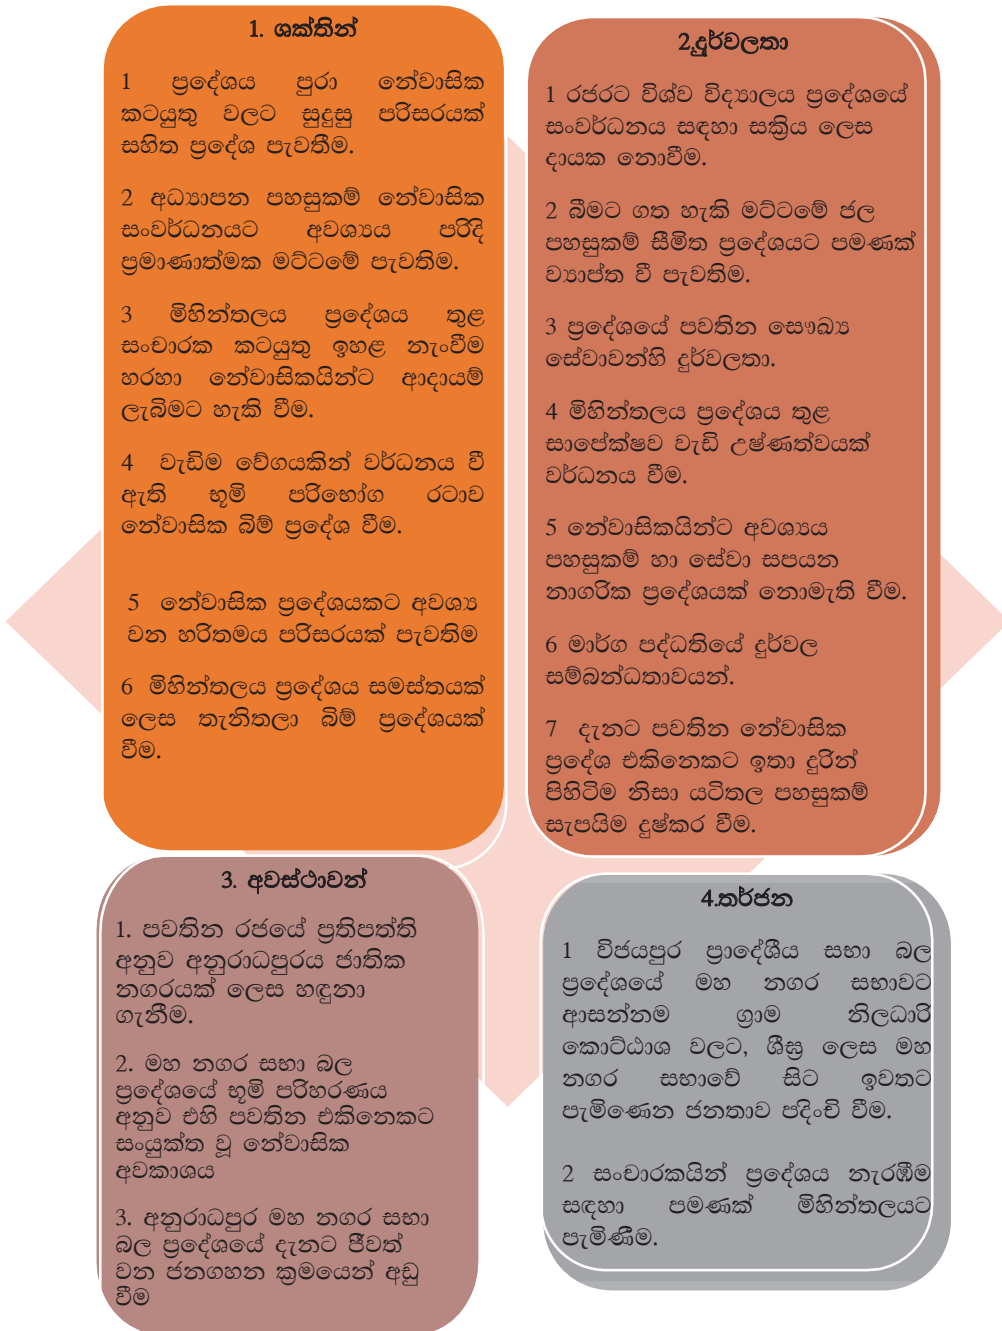 1. ශක්තින්
1 ප්‍රදේශය පුරා නේවාසික
කටයුතු වලට සුදුසු පරිසරයක්
සහිත ප්‍රදේශ පැවතීම.
2 අධ්‍යාපන පහසුකම් නේවාසික
සංවර්ධනයට අවශ්‍යය පරිදි
ප්‍රමාණාත්මක මට්ටමේ පැවතිම.
3 මිහින්තලය ප්‍රදේශය තුළ
සංචාරක කටයුතු ඉහළ නැංවීම
හරහා නේවාසිකයින්ට ආදායම්
ලැබිමට හැකි වීම.
4 වැඩිම වේගයකින් වර්ධනය වී
ඇති භූමි පරිභෝග රටාව
නේවාසික බිම් ප්‍රදේශ වීම.
5 නේවාසික ප්‍රදේශයකට අවශ්‍ය
වන හරිතමය පරිසරයක් පැවතිම
6 මිහින්තලය ප්‍රදේශය සමස්තයක්
ලෙස තැනිතලා බිම් ප්‍රදේශයක්
වීම.
2.දුර්වලතා
1 රජරට විශ්ව විද්‍යාලය ප්‍රදේශයේ
සංවර්ධනය සඳහා සක්‍රිය ලෙස
දායක නොවීම.
2 බීමට ගත හැකි මට්ටමේ ජල
පහසුකම් සීමිත ප්‍රදේශයට පමණක්
ව්‍යාප්ත වී පැවතිම.
3 ප්‍රදේශයේ පවතින සෞඛ්‍ය
සේවාවන්හි දුර්වලතා.
4 මිහින්තලය ප්‍රදේශය තුළ
සාපේක්ෂව වැඩි උෂ්ණත්වයක්
වර්ධනය වීම.
5 නේවාසිකයින්ට අවශ්‍යය
පහසුකම් හා සේවා සපයන
නාගරික ප්‍රදේශයක් නොමැති වීම.
6 මාර්ග පද්ධතියේ දුර්වල
සම්බන්ධතාවයන්.
7 දැනට පවතින නේවාසික
ප්‍රදේශ එකිනෙකට ඉතා දුරින්
පිහිටිම නිසා යටිතල පහසුකම්
සැපයිම දුෂ්කර වීම.
3. අවස්ථාවන්
1. පවතින රජයේ ප්‍රතිපත්ති
අනුව අනුරාධපුරය ජාතික
නගරයක් ලෙස හඳුනා
ගැනීම.
2. මහ නගර සභා බල
ප්‍රදේශයේ භූමි පරිහරණය
අනුව එහි පවතින එකිනෙකට
සංයුක්ත වූ නේවාසික
අවකාශය
3. අනුරාධපුර මහ නගර සභා
බල ප්‍රදේශයේ දැනට ජීවත්
වන ජනගහන ක්‍රමයෙන් අඩු
වීම
4.තර්ජන
1 විජයපුර ප්‍රාදේශීය සභා බල
ප්‍රදේශයේ මහ නගර සභාවට
ආසන්නම ග්‍රාම නිලධාරි
කොට්ඨාශ වලට, ශීඝ්‍ර ලෙස මහ
නගර සභාවේ සිට ඉවතට
පැමිණෙන ජනතාව පදිංචි වීම.
2 සංචාරකයින් ප්‍රදේශය නැරඹීම
සඳහා පමණක් මිහින්තලයට
පැමිණීම.